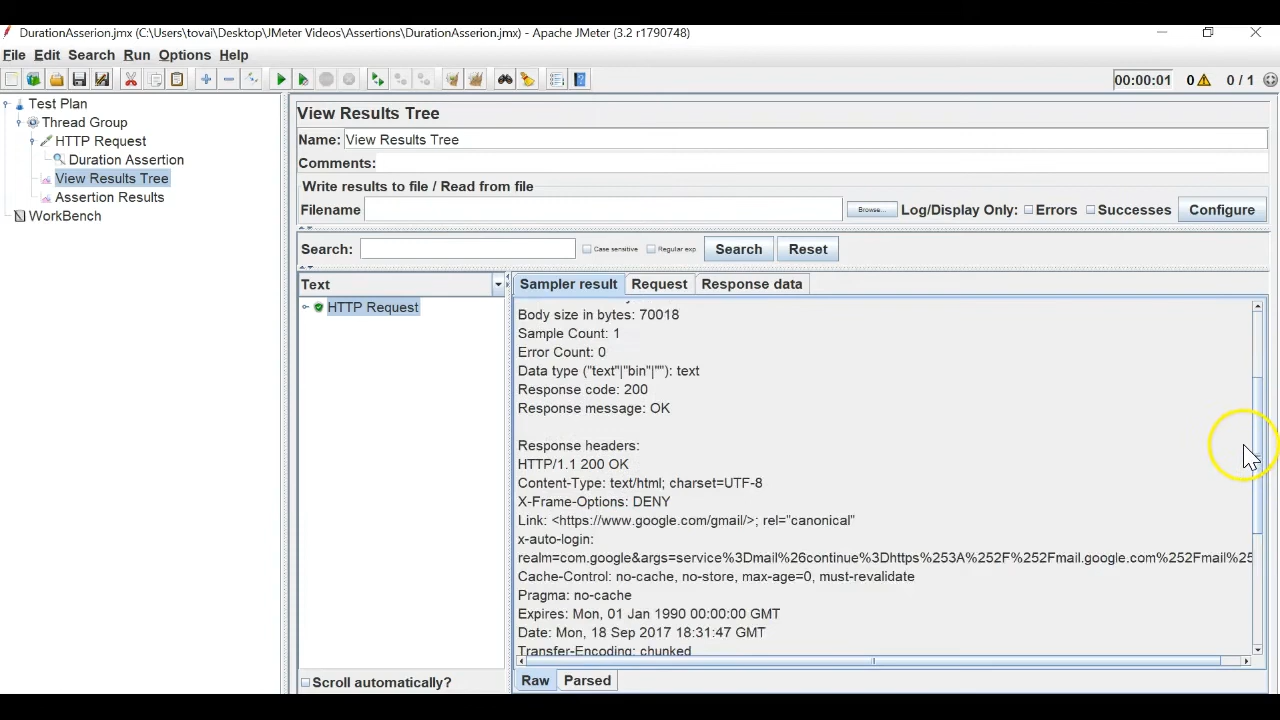 DurationAsserion.jmx (C:\Users\tovai\Desktop\JMeter Videos\Assertions\DurationAsserion.jmx) - Apache JMeter (3.2 r1790748)
File Edit Search Run Options Help
00:00:01 0 0 / 1
Test Plan
Thread Group
HTTP Request
Duration Assertion
View Results Tree
Assertion Results
WorkBench
View Results Tree
Name: View Results Tree
Comments:
Write results to file / Read from file
Filename Browse... Log/Display Only: Errors Successes Configure
Search: Case sensitive Regular exp. Search Reset
Text
HTTP Request
Scroll automatically?
Sampler result Request Response data
Body size in bytes: 70018
Sample Count: 1
Error Count: 0
Data type ("text"|"bin"|""): text
Response code: 200
Response message: OK
Response headers:
HTTP/1.1 200 OK
Content-Type: text/html; charset=UTF-8
X-Frame-Options: DENY
Link: <https://www.google.com/gmail/>; rel="canonical"
x-auto-login:
realm=com.google&args=service%3Dmail%26continue%3Dhttps%253A%252F%252Fmail.google.com%252Fmail%25
Cache-Control: no-cache, no-store, max-age=0, must-revalidate
Pragma: no-cache
Expires: Mon, 01 Jan 1990 00:00:00 GMT
Date: Mon, 18 Sep 2017 18:31:47 GMT
Transfer-Encoding: chunked
Raw Parsed